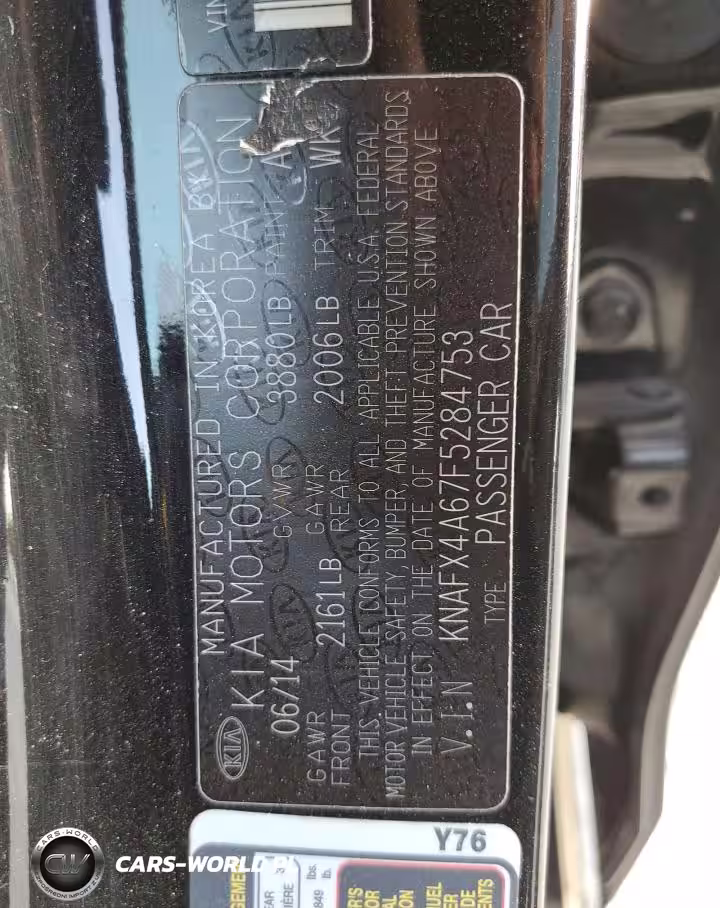 VIN
MANUFACTURED IN KOREA BY
KIA MOTORS CORPORATION
06/14 GVWR 3880LB PAINT
GAWR FRONT 2161LB GAWR REAR 2006LB TRIM WK
THIS VEHICLE CONFORMS TO ALL APPLICABLE U.S.A FEDERAL
MOTOR VEHICLE SAFETY, BUMPER, AND THEFT PREVENTION STANDARDS
IN EFFECT ON THE DATE OF MANUFACTURE SHOWN ABOVE
V.I.N KNAFX4A67F5284753
TYPE PASSENGER CAR
KIA
Y76
CARS-WORLD
CARS-WORLD.PL